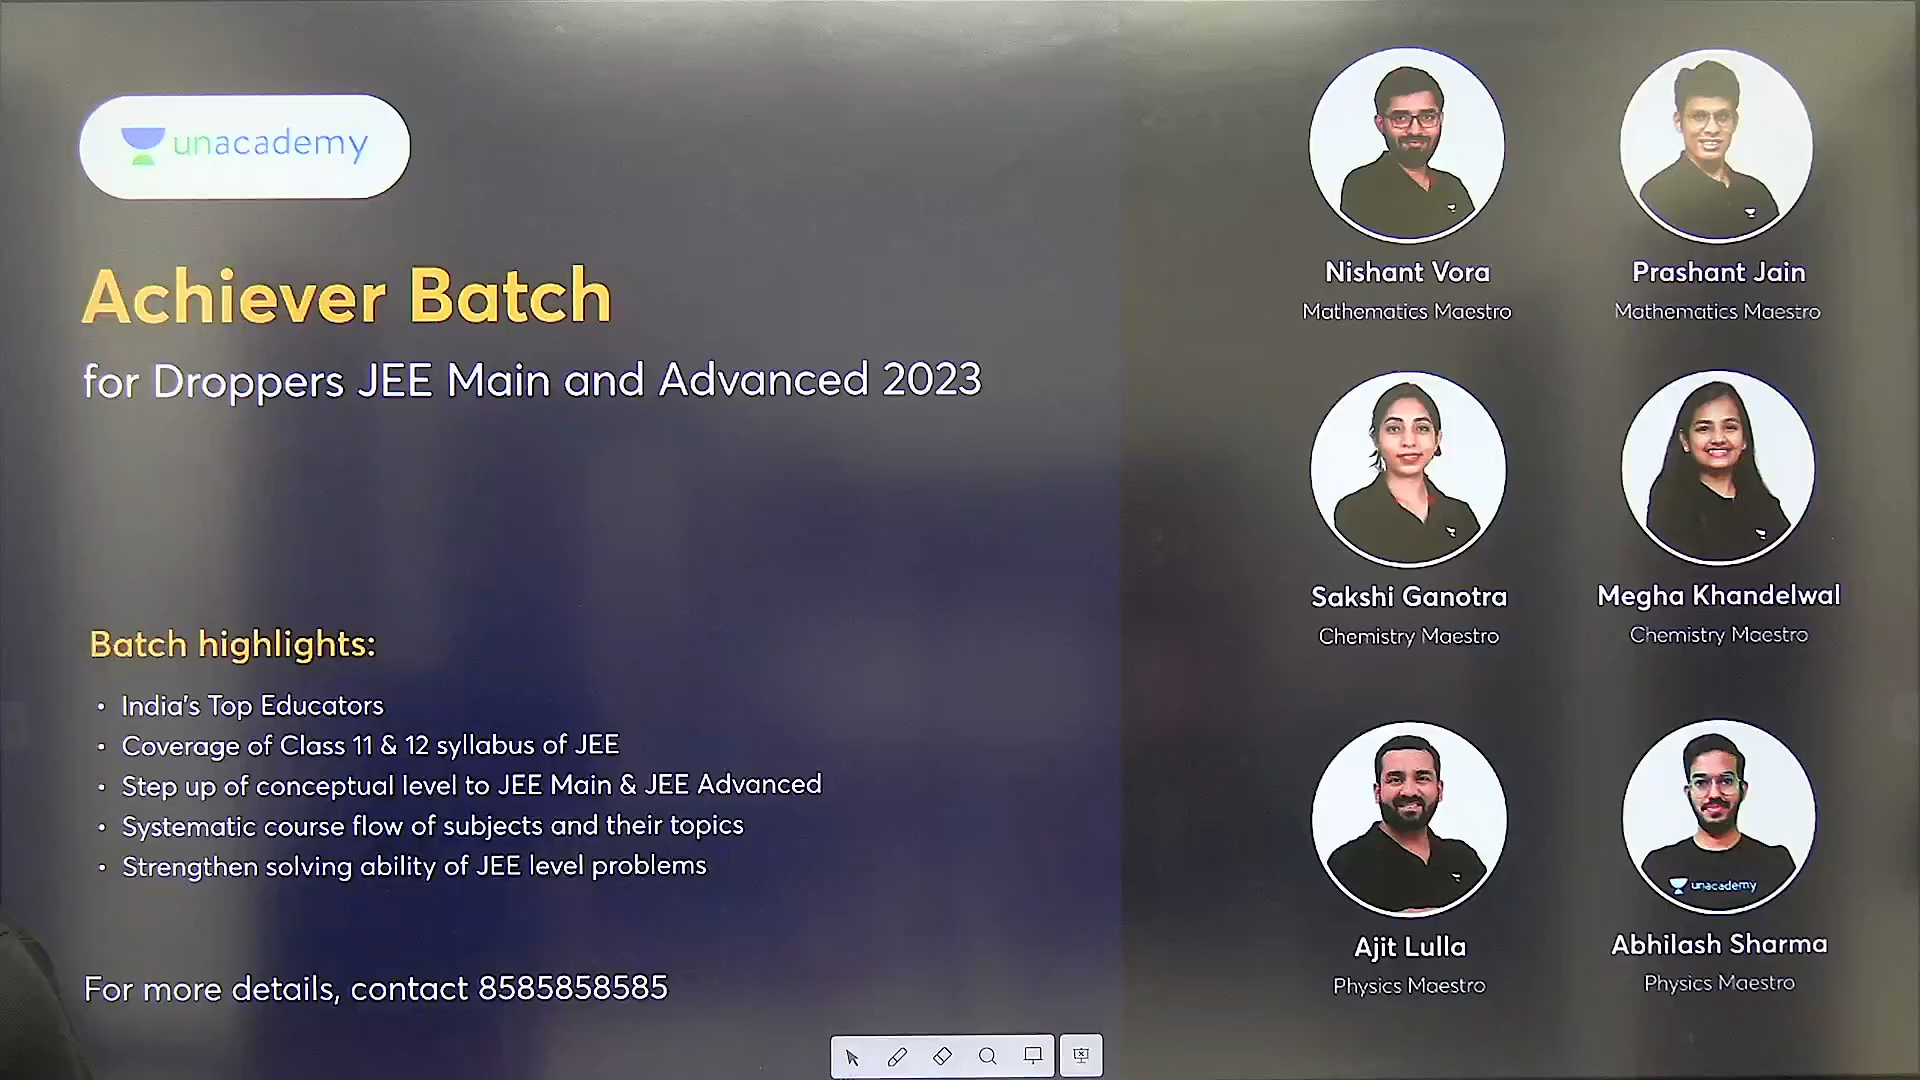 unacademy
Achiever Batch
for Droppers JEE Main and Advanced 2023
Batch highlights:
• India's Top Educators
• Coverage of Class 11 & 12 syllabus of JEE
• Step up of conceptual level to JEE Main & JEE Advanced
• Systematic course flow of subjects and their topics
• Strengthen solving ability of JEE level problems
For more details, contact 8585858585
Nishant Vora
Mathematics Maestro
Prashant Jain
Mathematics Maestro
Sakshi Ganotra
Chemistry Maestro
Megha Khandelwal
Chemistry Maestro
Ajit Lulla
Physics Maestro
unacademy
Abhilash Sharma
Physics Maestro